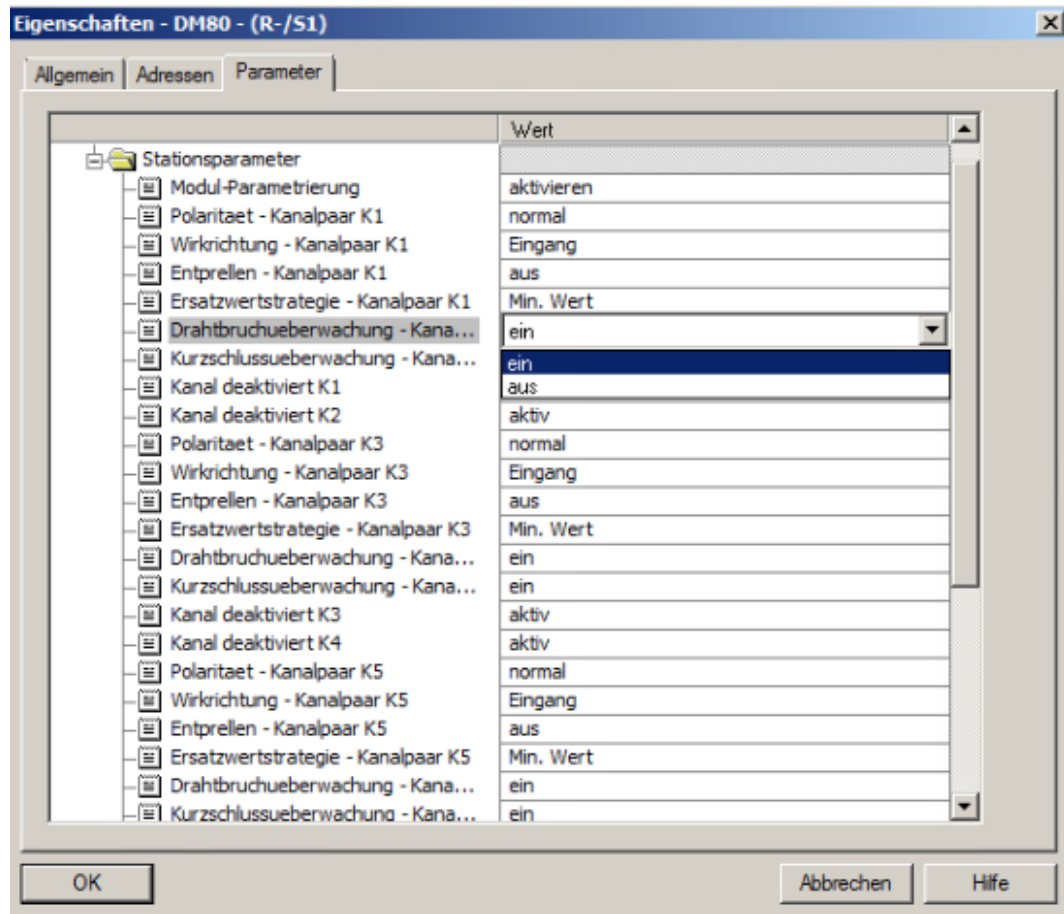 Eigenschaften - DM80 - (R-/S1)
Allgemein Adressen Parameter
Wert
Stationsparameter
Modul-Parametrierung aktivieren
Polaritaet - Kanalpaar K1 normal
Wirkrichtung - Kanalpaar K1 Eingang
Entprellen - Kanalpaar K1 aus
Ersatzwertstrategie - Kanalpaar K1 Min. Wert
Drahtbruchueberwachung - Kana... ein
Kurzschlussueberwachung - Kana... ein
Kanal deaktiviert K1 aus
Kanal deaktiviert K2 aktiv
Polaritaet - Kanalpaar K3 normal
Wirkrichtung - Kanalpaar K3 Eingang
Entprellen - Kanalpaar K3 aus
Ersatzwertstrategie - Kanalpaar K3 Min. Wert
Drahtbruchueberwachung - Kana... ein
Kurzschlussueberwachung - Kana... ein
Kanal deaktiviert K3 aktiv
Kanal deaktiviert K4 aktiv
Polaritaet - Kanalpaar K5 normal
Wirkrichtung - Kanalpaar K5 Eingang
Entprellen - Kanalpaar K5 aus
Ersatzwertstrategie - Kanalpaar K5 Min. Wert
Drahtbruchueberwachung - Kana... ein
Kurzschlussueberwachung - Kana... ein
OK Abbrechen Hilfe